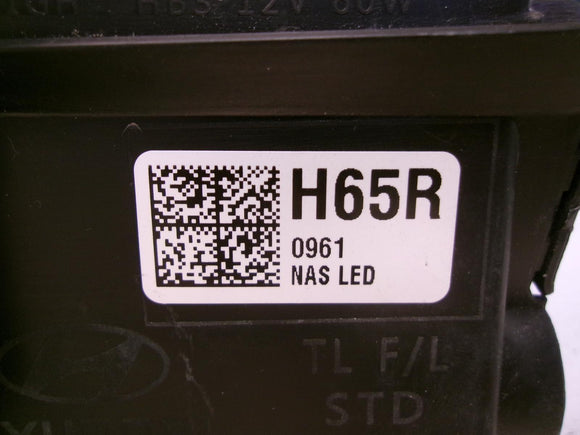 HB3 12V 60W
H65R
0961
NAS LED
TL F/L
STD